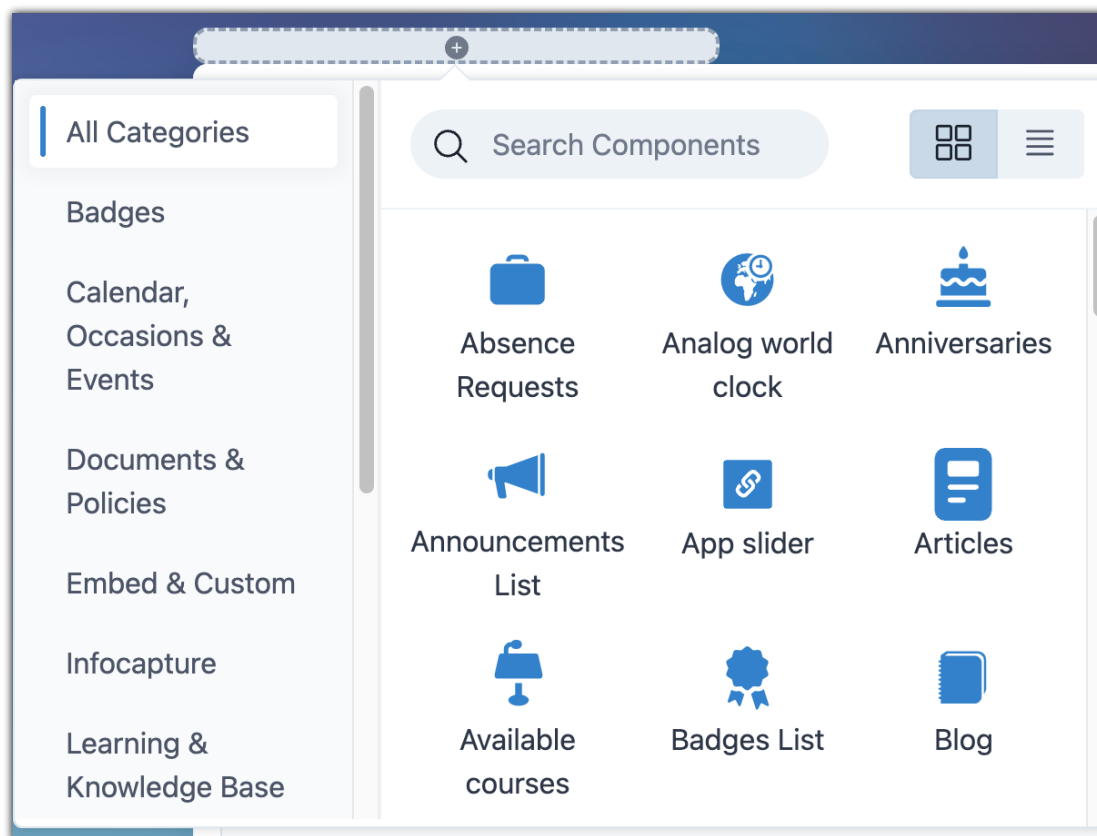 All Categories
Badges
Calendar,
Occasions &
Events
Documents &
Policies
Embed & Custom
Infocapture
Learning &
Knowledge Base
Search Components
Absence
Requests
Analog world
clock
Anniversaries
Announcements
List
App slider
Articles
Available
courses
Badges List
Blog